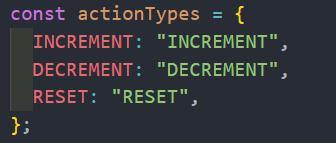 const actionTypes = {
  INCREMENT: "INCREMENT",
  DECREMENT: "DECREMENT",
  RESET: "RESET",
};